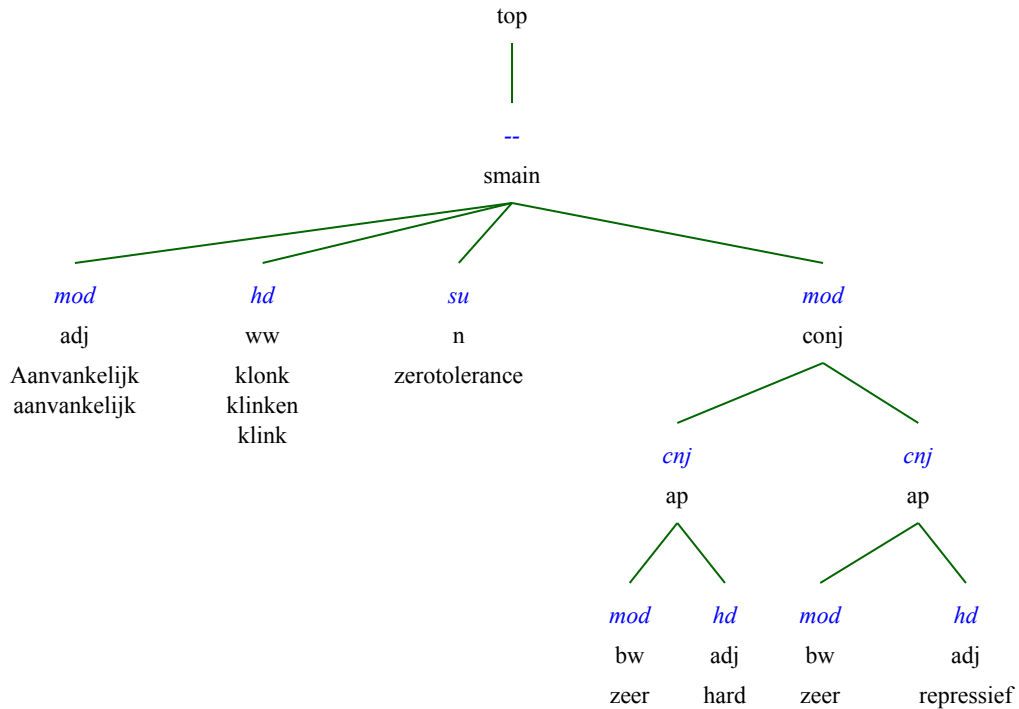 top
--
smain
mod hd su mod
adj ww n conj
Aanvankelijk klonk zerotolerance
aanvankelijk klinken
klink
cnj cnj
ap ap
mod hd mod hd
bw adj bw adj
zeer hard zeer repressief